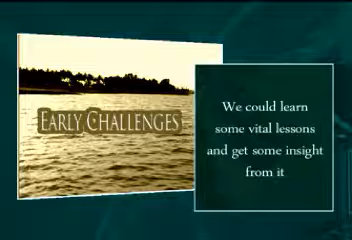 EARLY CHALLENGES
We could learn
some vital lessons
and get some insight
from it